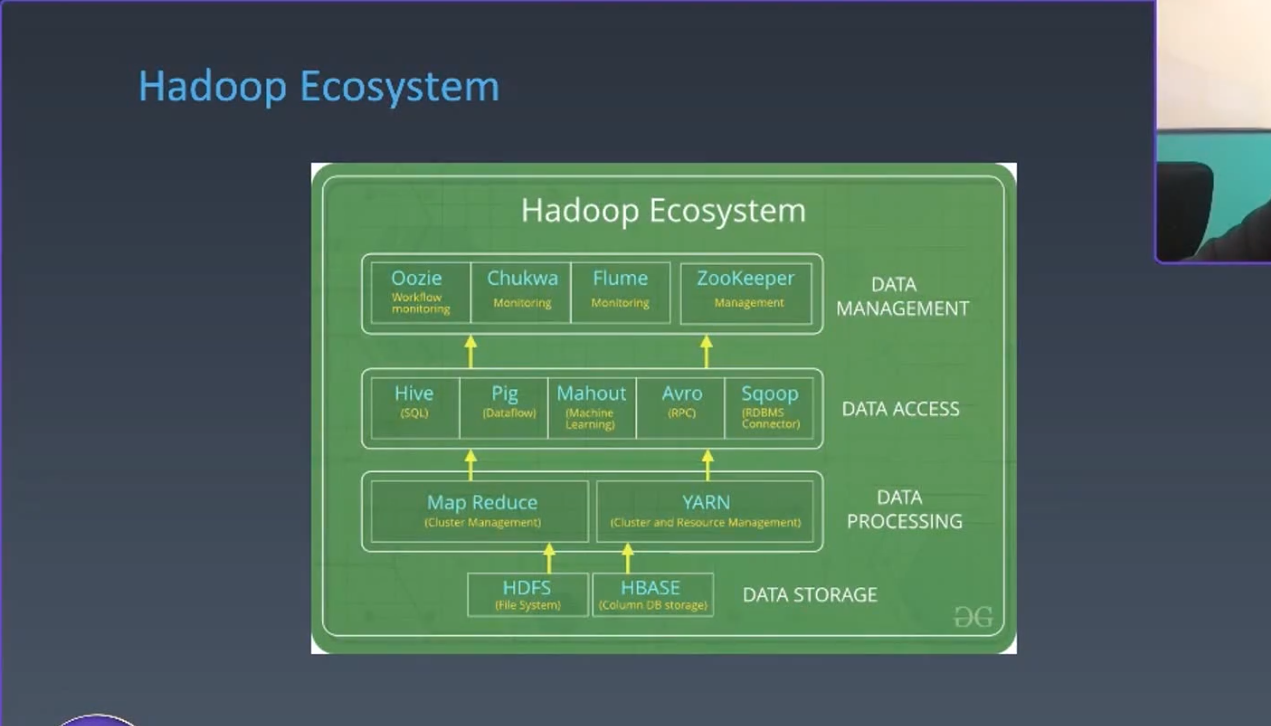 Hadoop Ecosystem
Hadoop Ecosystem
Oozie
Workflow
monitoring
Chukwa
Monitoring
Flume
Monitoring
ZooKeeper
Management
DATA
MANAGEMENT
Hive
(SQL)
Pig
(Dataflow)
Mahout
(Machine
Learning)
Avro
(RPC)
Sqoop
(RDBMS
Connector)
DATA ACCESS
Map Reduce
(Cluster Management)
YARN
(Cluster and Resource Management)
DATA
PROCESSING
HDFS
(File System)
HBASE
(Column DB storage)
DATA STORAGE